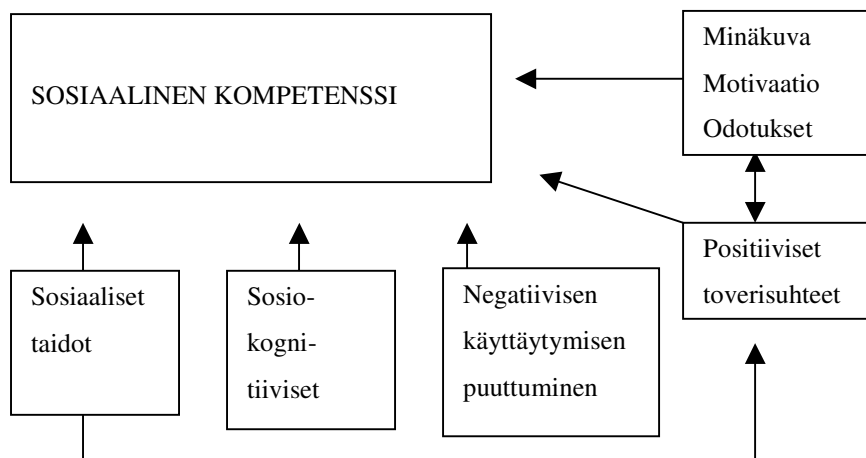 SOSIAALINEN KOMPETENSSI
Minäkuva
Motivaatio
Odotukset
Positiiviset
toverisuhteet
Sosiaaliset
taidot
Sosio-
kogni-
tiiviset
Negatiivisen
käyttäytymisen
puuttuminen